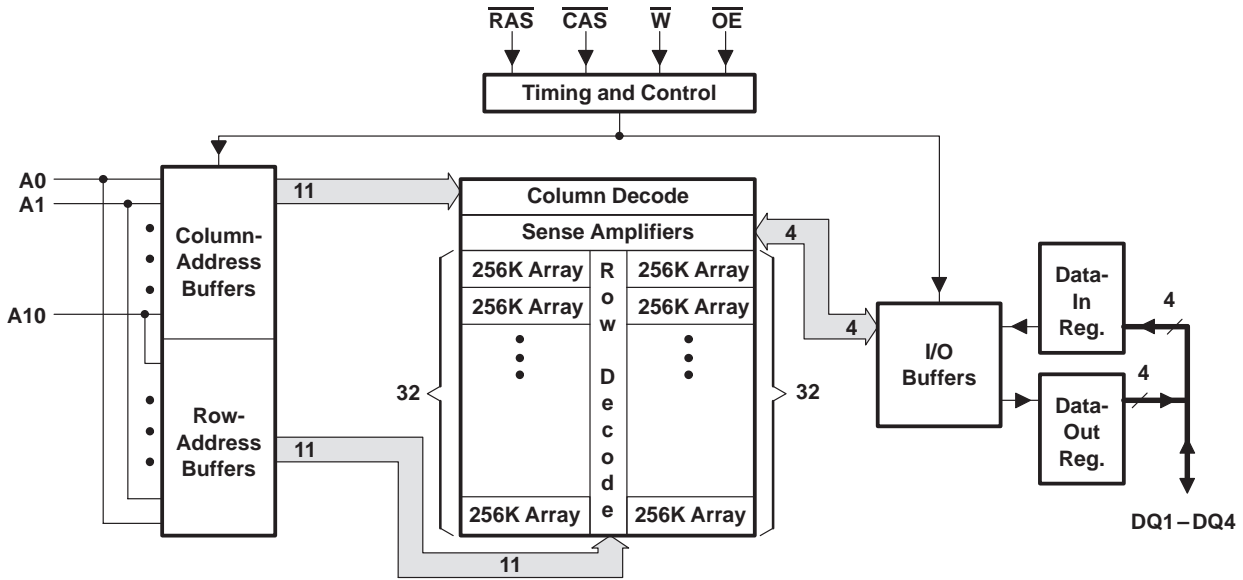 RAS CAS W OE
Timing and Control
A0
A1
A10
Column-
Address
Buffers
Row-
Address
Buffers
11
11
11
Column Decode
Sense Amplifiers
256K Array
256K Array
256K Array
Row Decode
256K Array
256K Array
256K Array
32
32
4
4
I/O
Buffers
Data-
In
Reg.
4
Data-
Out
Reg.
4
DQ1–DQ4